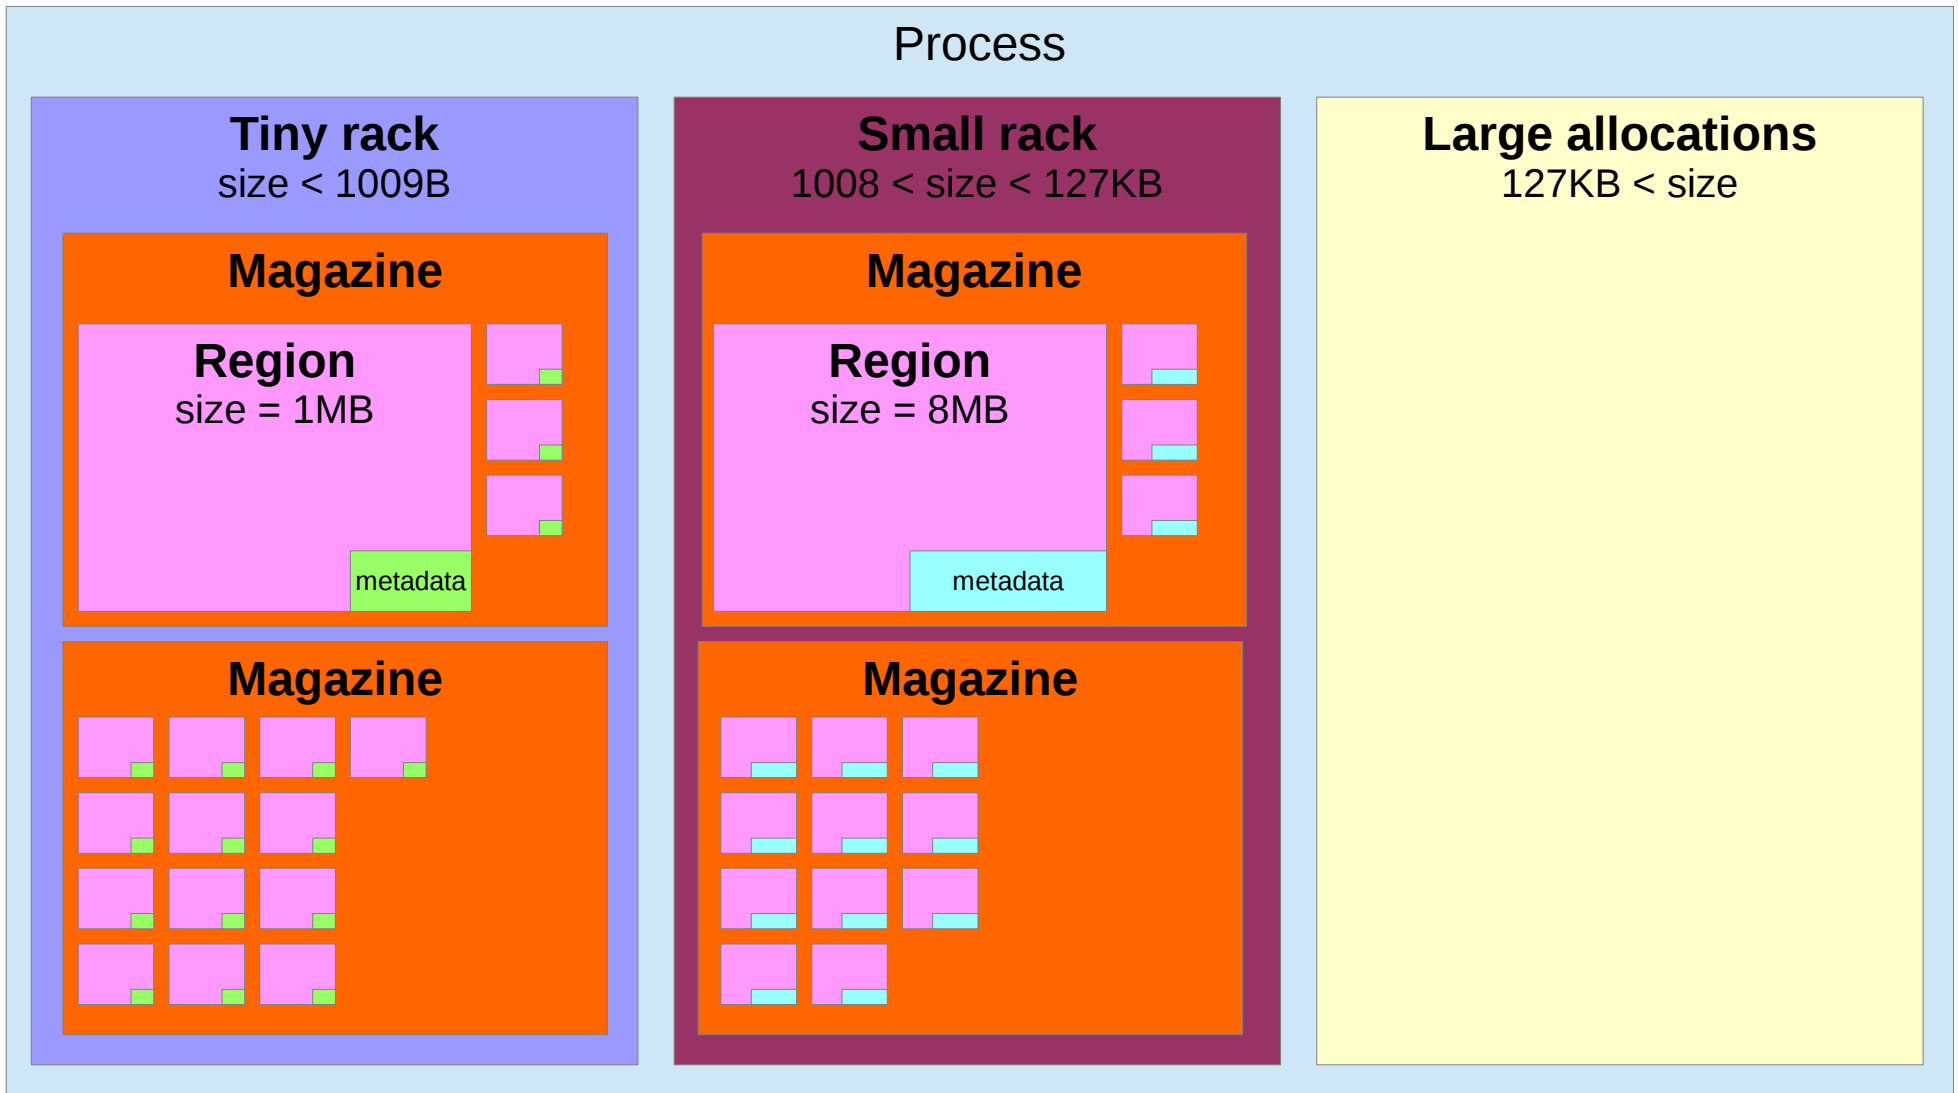 Process
Tiny rack
size < 1009B
Magazine
Region
size = 1MB
metadata
Magazine
Small rack
1008 < size < 127KB
Magazine
Region
size = 8MB
metadata
Magazine
Large allocations
127KB < size